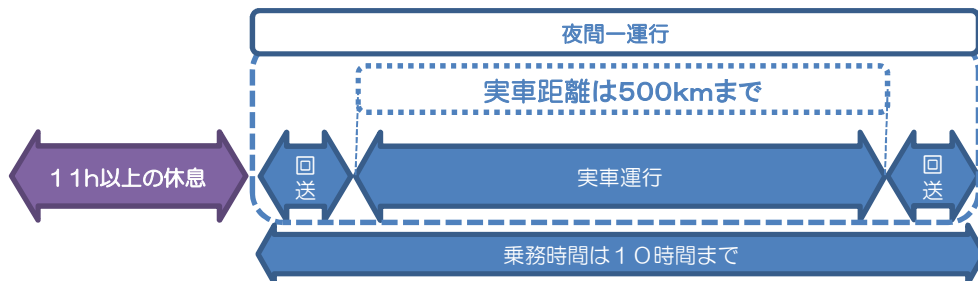 夜間一運行
実車距離は500kmまで
11h以上の休息
回送
実車運行
回送
乗務時間は10時間まで